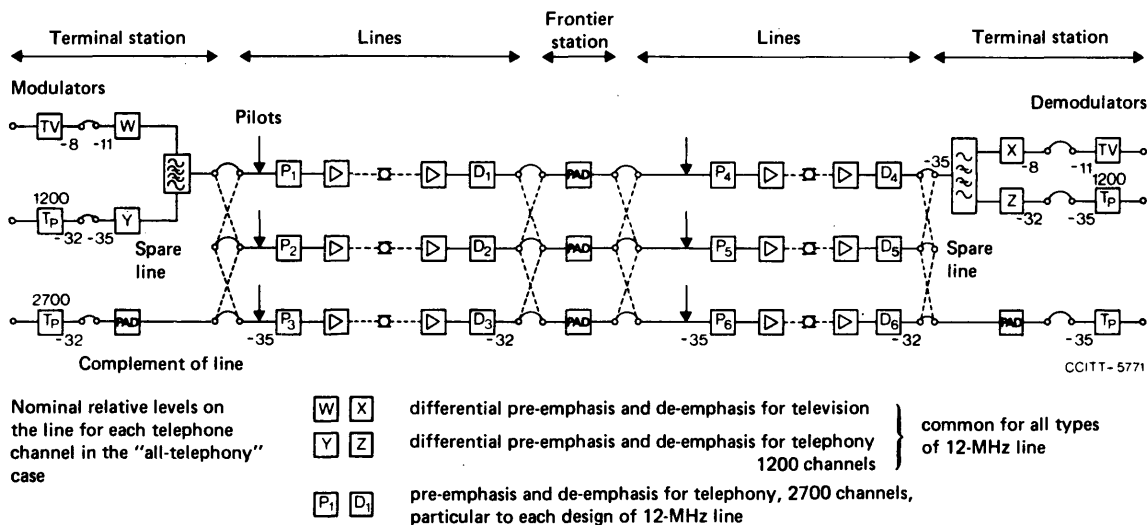 Terminal station
Lines
Frontier
station
Lines
Terminal station
Modulators
Demodulators
Pilots
TV
-8
-11
W
X
-8
-11
TV
-35
P1
D1
PAD
P4
D4
1200
TP
-32
-35
Y
Z
-32
-35
1200
TP
Spare
line
P2
D2
PAD
P5
D5
Spare
line
2700
TP
-32
PAD
P3
D3
PAD
P6
D6
PAD
TP
-35
-32
-35
-32
-35
Complement of line
CCITT-5771
Nominal relative levels on
the line for each telephone
channel in the "all-telephony"
case
W X differential pre-emphasis and de-emphasis for television
Y Z differential pre-emphasis and de-emphasis for telephony
1200 channels
common for all types
of 12-MHz line
P1 D1 pre-emphasis and de-emphasis for telephony, 2700 channels,
particular to each design of 12-MHz line